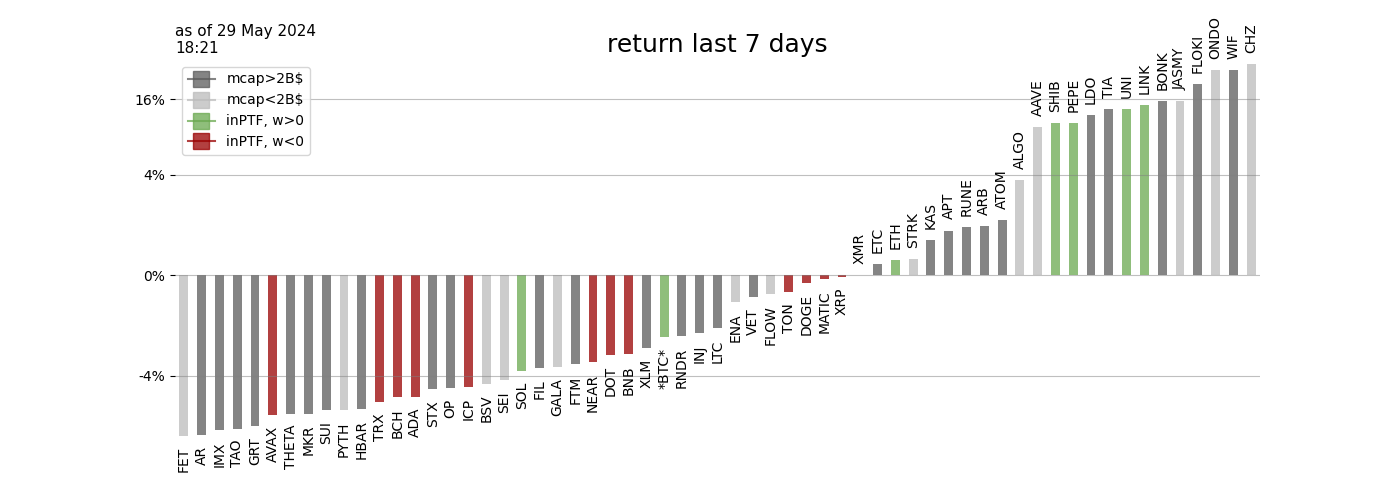 as of 29 May 2024
18:21
return last 7 days
mcap>2B$
mcap<2B$
inPTF, w>0
inPTF, w<0
16%
4%
0%
-4%
FET
AR
IMX
TAO
GRT
AVAX
THETA
MKR
SUI
PYTH
HBAR
TRX
BCH
ADA
STX
OP
ICP
BSV
SEI
SOL
FIL
GALA
FTM
NEAR
DOT
BNB
XLM
*BTC*
RNDR
INJ
LTC
ENA
VET
FLOW
TON
DOGE
MATIC
XRP
XMR
ETC
ETH
STRK
KAS
APT
RUNE
ARB
ATOM
ALGO
AAVE
SHIB
PEPE
LDO
TIA
UNI
LINK
BONK
JASMY
FLOKI
ONDO
WIF
CHZ